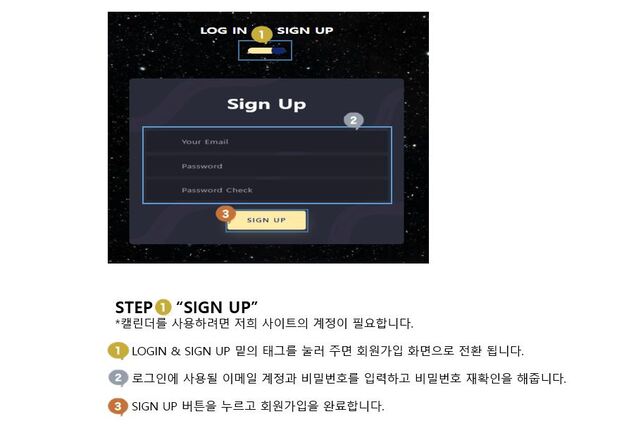 LOG IN 1 SIGN UP
Sign Up
2
Your Email
Password
Password Check
3 SIGN UP
STEP 1 “SIGN UP”
*캘린더를 사용하려면 저희 사이트의 계정이 필요합니다.
1 LOGIN & SIGN UP 밑의 태그를 눌러 주면 회원가입 화면으로 전환 됩니다.
2 로그인에 사용될 이메일 계정과 비밀번호를 입력하고 비밀번호 재확인을 해줍니다.
3 SIGN UP 버튼을 누르고 회원가입을 완료합니다.